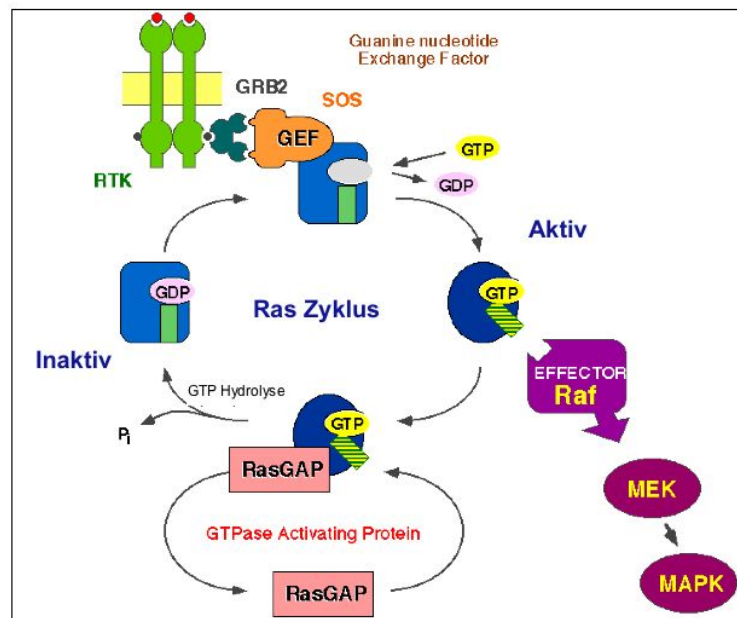 Guanine nucleotide
Exchange Factor
GRB2
SOS
GEF
RTK
GTP
GDP
Aktiv
GDP
Ras Zyklus
GTP
Inaktiv
EFFECTOR
Raf
GTP Hydrolyse
Pi
GTP
RasGAP
MEK
GTPase Activating Protein
RasGAP
MAPK